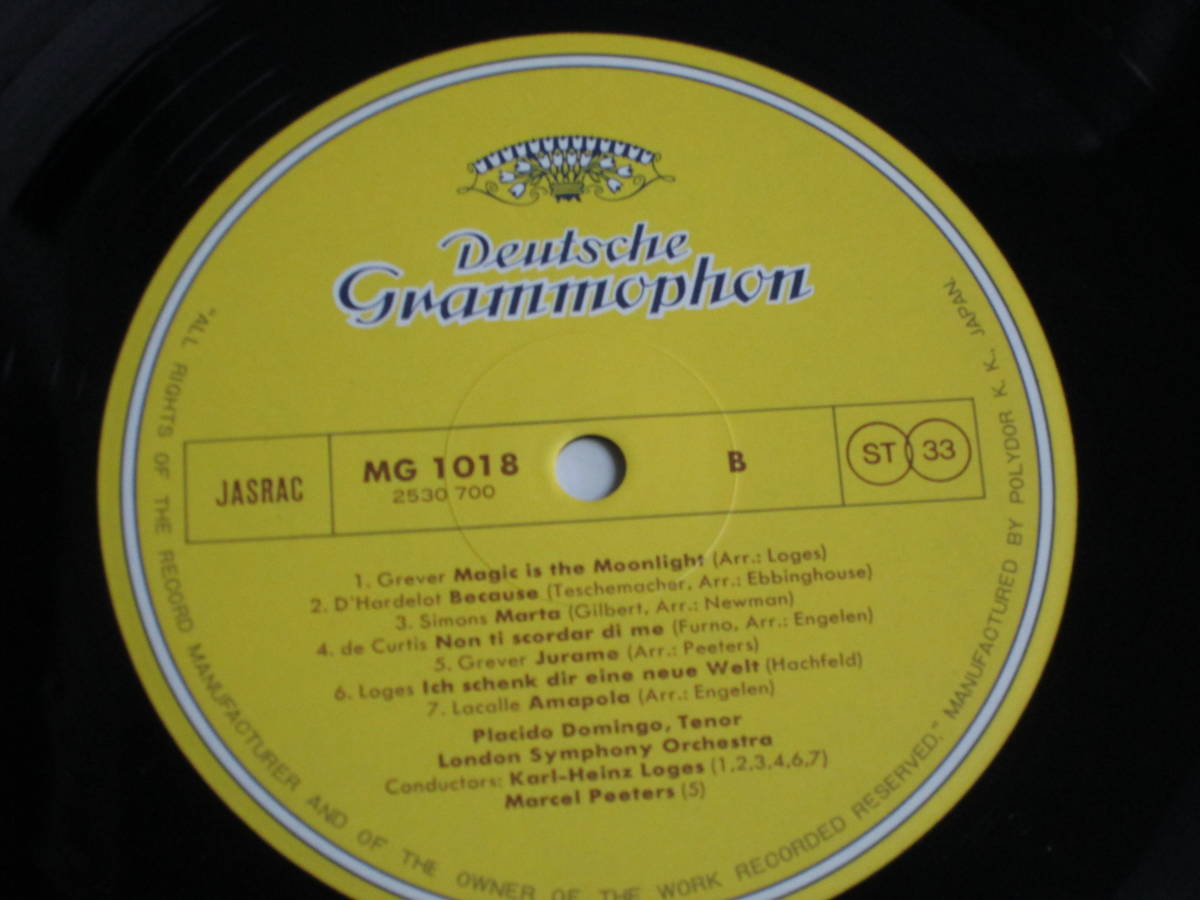 Deutsche
Grammophon
JASRAC
MG 1018
2530 700
B
ST 33
1. Grever Magic is the Moonlight (Arr.: Loges)
2. D'Hardelot Because (Teschemacher, Arr.: Ebbinghouse)
3. Simons Marta (Gilbert, Arr.: Newman)
4. de Curtis Non ti scordar di me (Furno, Arr.: Engelen)
5. Grever Jurame (Arr.: Peeters)
6. Loges Ich schenk dir eine neue Welt (Hachfeld)
7. Lacalle Amapola (Arr.: Engelen)
Placido Domingo, Tenor
London Symphony Orchestra
Conductors: Karl-Heinz Loges (1,2,3,4,6,7)
Marcel Peeters (5)
"ALL RIGHTS OF THE RECORD MANUFACTURER AND OF THE OWNER OF THE WORK RECORDED RESERVED." MANUFACTURED BY POLYDOR K. K. JAPAN